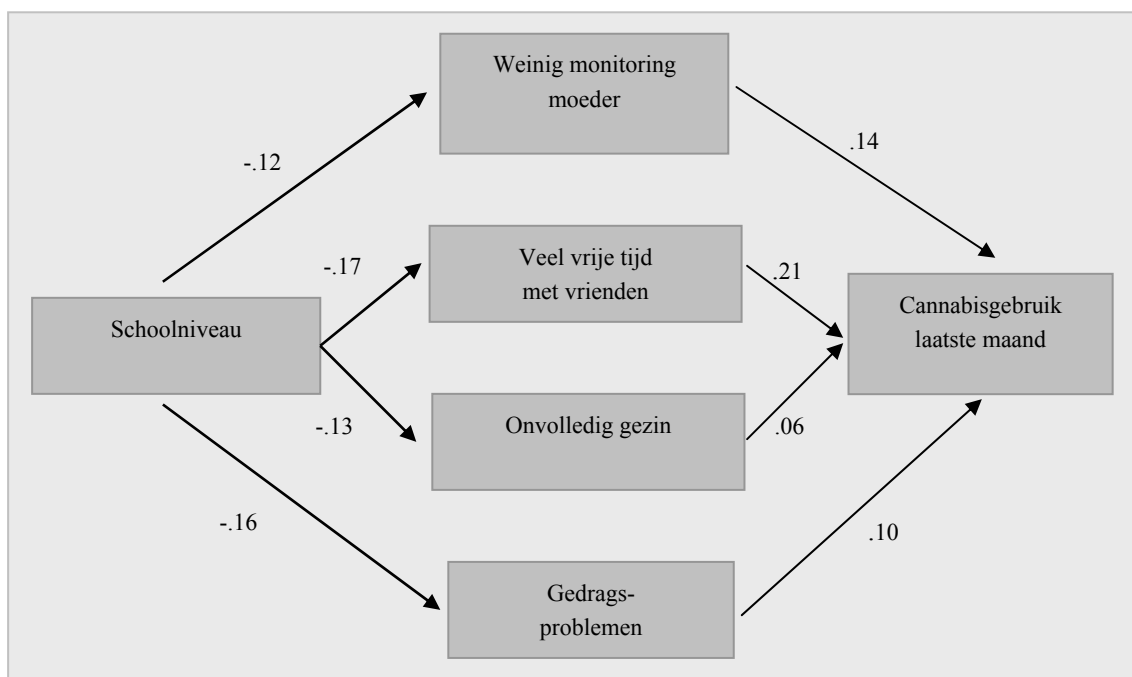 Weinig monitoring
moeder
-.12
.14
Veel vrije tijd
met vrienden
-.17
.21
Schoolniveau
Cannabisgebruik
laatste maand
-.13
Onvolledig gezin
.06
-.16
.10
Gedrags-
problemen